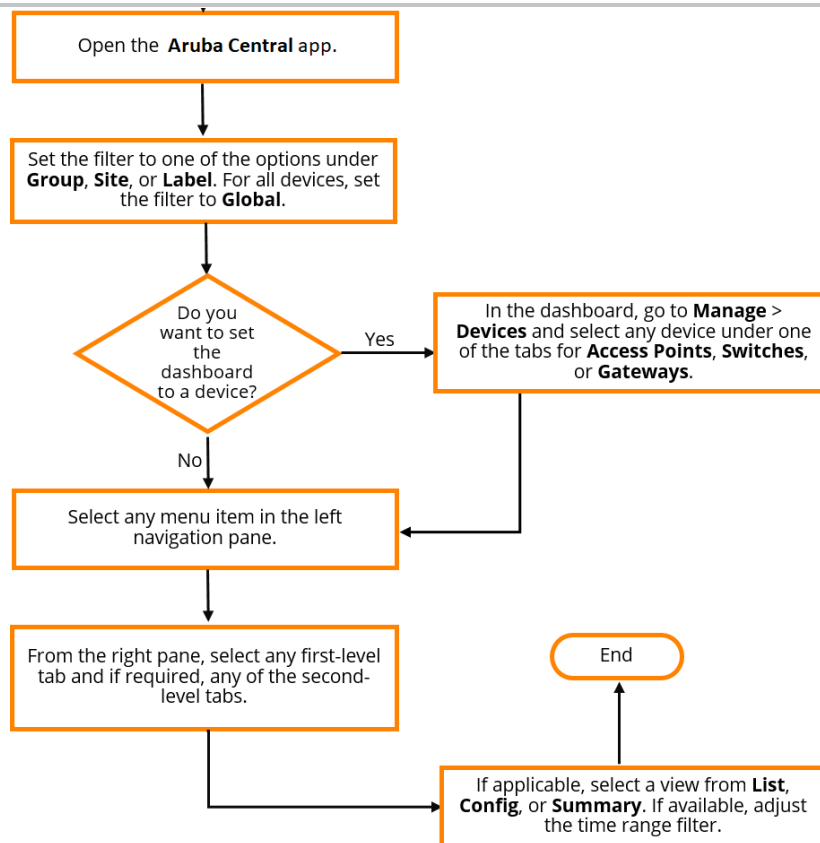 Open the Aruba Central app.
Set the filter to one of the options under
Group, Site, or Label. For all devices, set
the filter to Global.
Do you
want to set
the
dashboard
to a device?
Yes
In the dashboard, go to Manage >
Devices and select any device under one
of the tabs for Access Points, Switches,
or Gateways.
No
Select any menu item in the left
navigation pane.
From the right pane, select any first-level
tab and if required, any of the second-
level tabs.
End
If applicable, select a view from List,
Config, or Summary. If available, adjust
the time range filter.